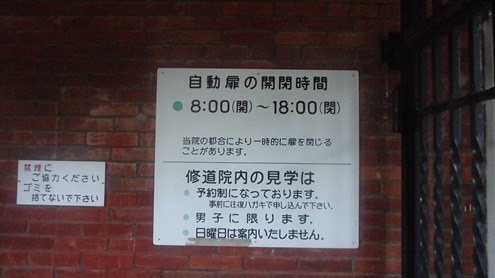 自動扉の開閉時間
8:00(開)～18:00(閉)
当院の都合により一時的に扉を閉じる
ことがあります。
修道院内の見学は
予約制になっております。
事前に往復ハガキで申し込んで下さい。
男子に限ります。
日曜日は案内いたしません。
禁煙に
ご協力ください
ゴミを
捨てないで下さい